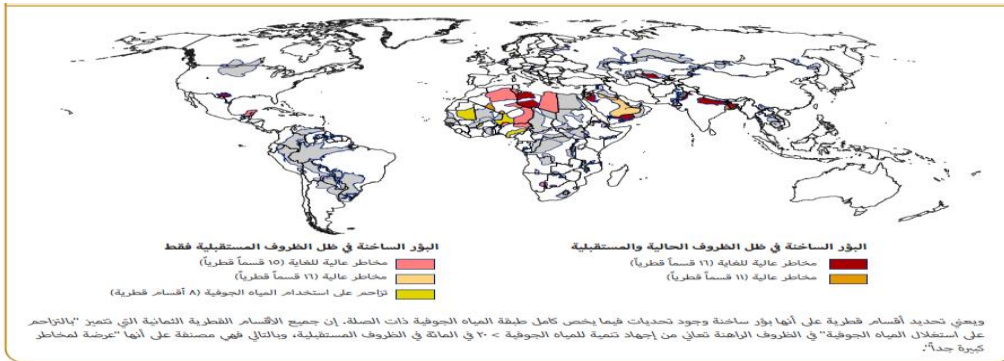 البؤر الساخنة في ظل الظروف الحالية والمستقبلية
مخاطر عالية للغاية (١٦ قسماً قطرياً)
مخاطر عالية (١١ قسماً قطرياً)
البؤر الساخنة في ظل الظروف المستقبلية فقط
مخاطر عالية للغاية (١٥ قسماً قطرياً)
مخاطر عالية (١٦ قسماً قطرياً)
تزاحم على استخدام المياه الجوفية (٨ أقسام قطرية)
ويعني تحديد أقسام قطرية على أنها بؤر ساخنة وجود تحديات فيما يخص كامل طبقة المياه الجوفية ذات الصلة. إن جميع الأقسام القطرية الثمانية التي تتميز "بالتزاحم
على استغلال المياه الجوفية" في الظروف الراهنة تعاني من إجهاد تنمية للمياه الجوفية > ٢٠ في المائة في الظروف المستقبلية، وبالتالي فهي مصنفة على أنها "عرضة لمخاطر
كبيرة جداً".